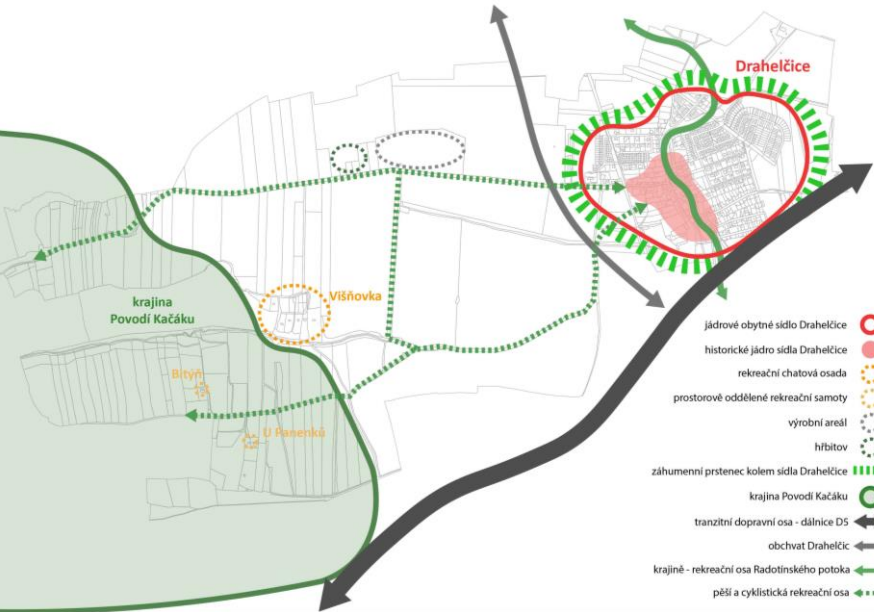 Drahelčice
krajina
Povodí Kačáku
Višňovka
Bítýň
U Panenků
jádrové obytné sídlo Drahelčice
historické jádro sídla Drahelčice
rekreační chatová osada
prostorově oddělené rekreační samoty
výrobní areál
hřbitov
záhumenní prstenec kolem sídla Drahelčice
krajina Povodí Kačáku
tranzitní dopravní osa - dálnice D5
obchvat Drahelčic
krajině - rekreační osa Radotínského potoka
pěší a cyklistická rekreační osa